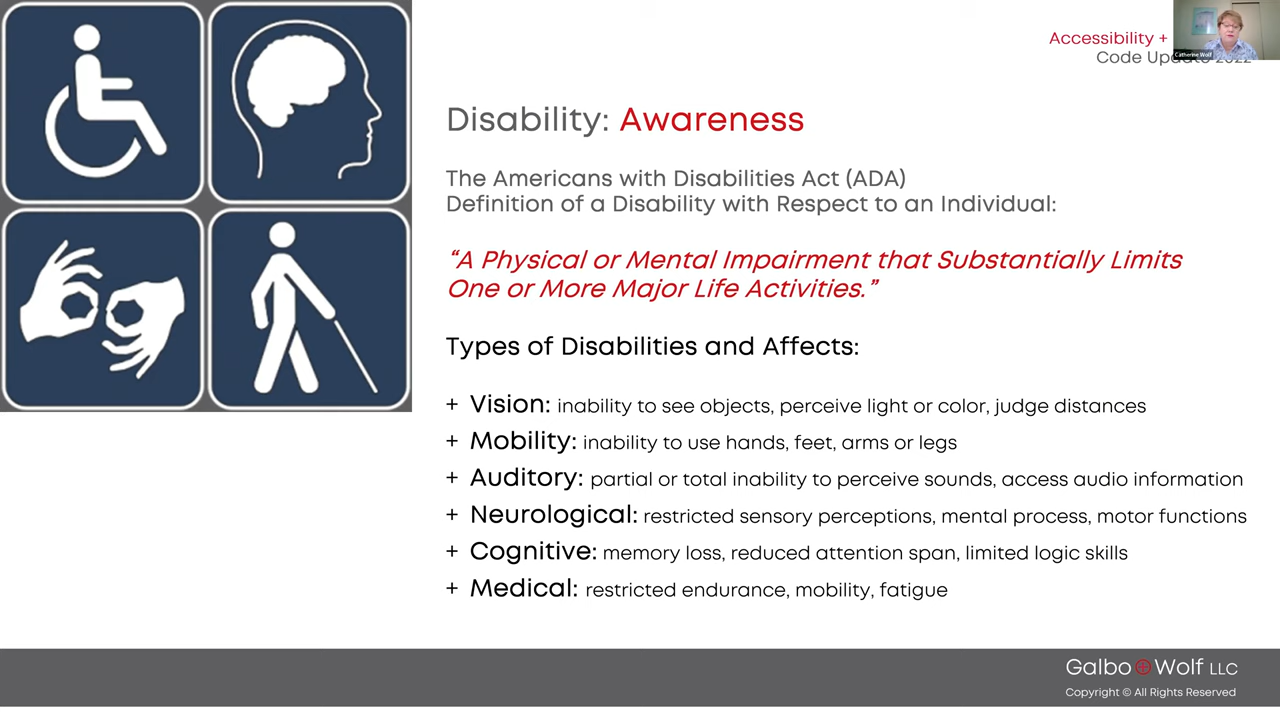 Accessibility +
Code Update 2022
Catherine Wolf
Disability: Awareness
The Americans with Disabilities Act (ADA)
Definition of a Disability with Respect to an Individual:
“A Physical or Mental Impairment that Substantially Limits
One or More Major Life Activities.”
Types of Disabilities and Affects:
+ Vision: inability to see objects, perceive light or color, judge distances
+ Mobility: inability to use hands, feet, arms or legs
+ Auditory: partial or total inability to perceive sounds, access audio information
+ Neurological: restricted sensory perceptions, mental process, motor functions
+ Cognitive: memory loss, reduced attention span, limited logic skills
+ Medical: restricted endurance, mobility, fatigue
Galbo + Wolf LLC
Copyright © All Rights Reserved